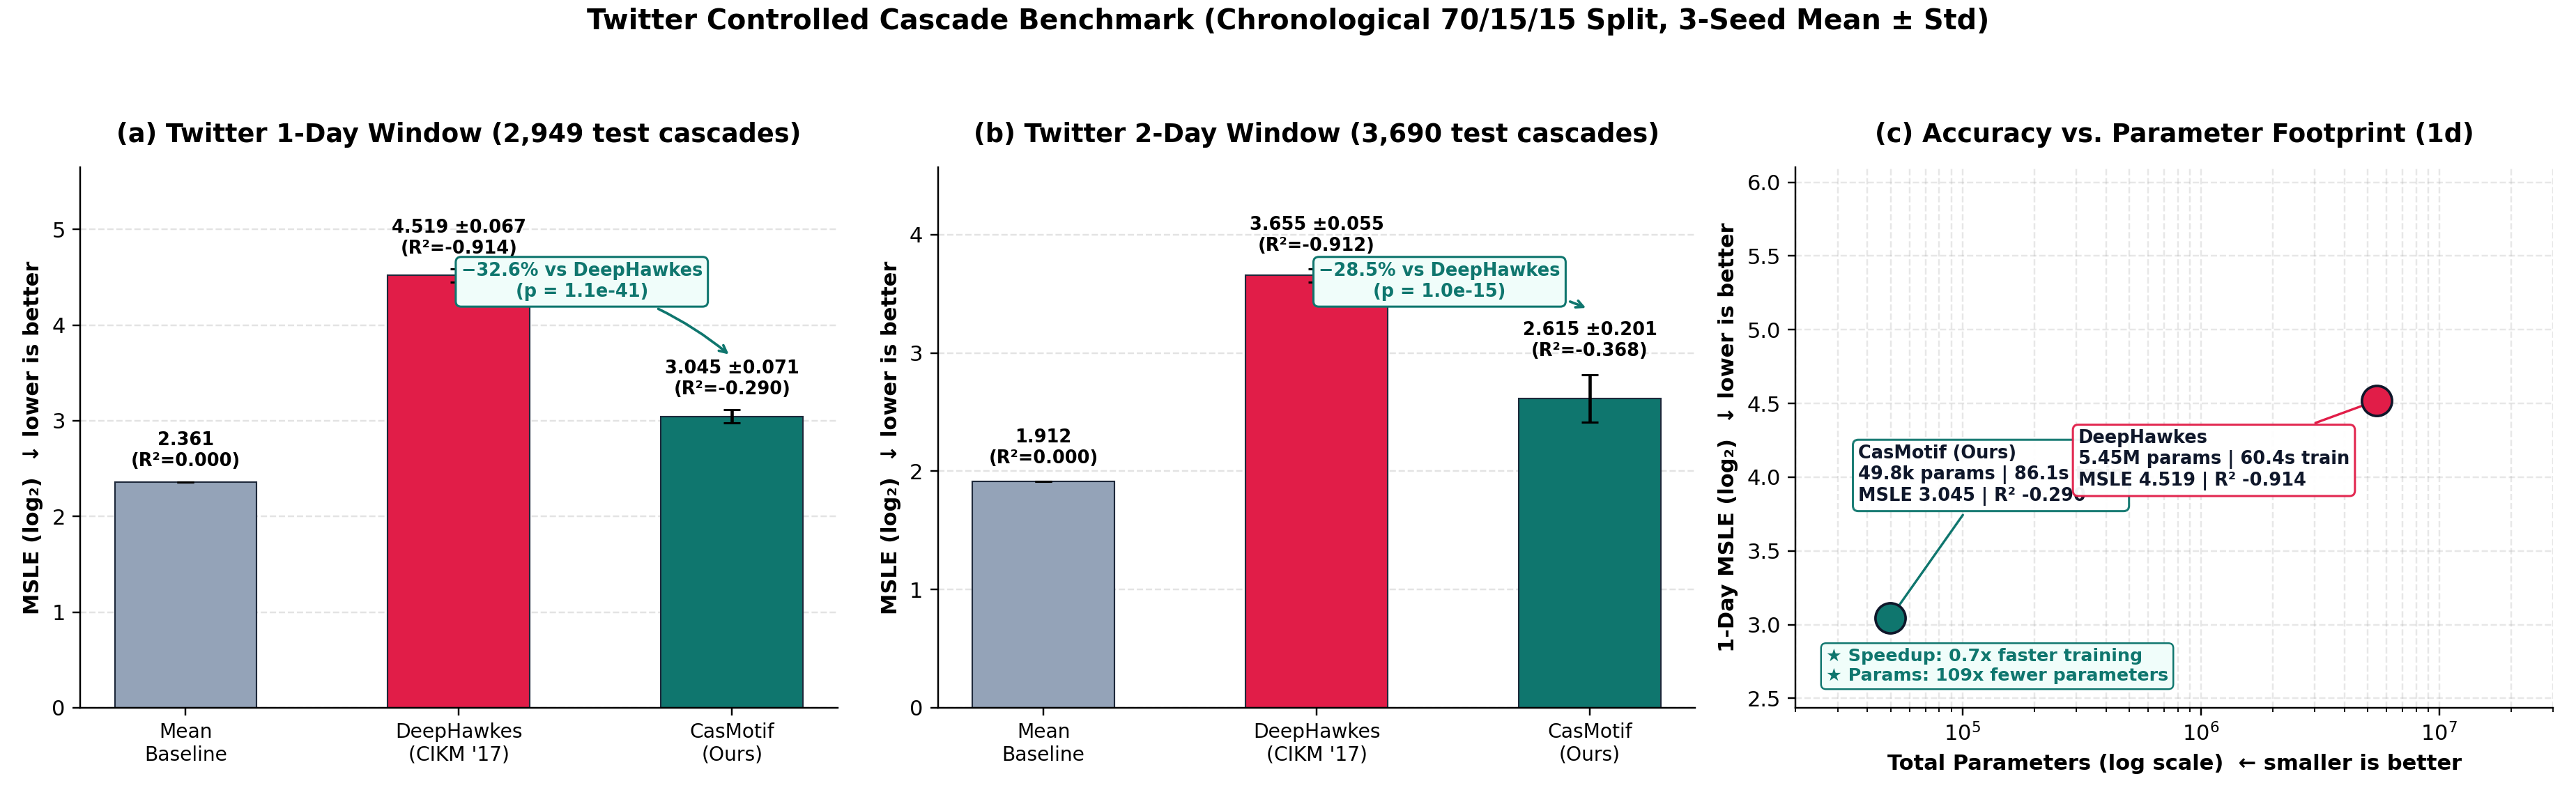 Twitter Controlled Cascade Benchmark (Chronological 70/15/15 Split, 3-Seed Mean ± Std)
(a) Twitter 1-Day Window (2,949 test cascades)
MSLE (log₂) ↓ lower is better
5
4
3
2
1
0
2.361
(R²=0.000)
4.519 ±0.067
(R²=-0.914)
−32.6% vs DeepHawkes
(p = 1.1e-41)
3.045 ±0.071
(R²=-0.290)
Mean
Baseline
DeepHawkes
(CIKM '17)
CasMotif
(Ours)
(b) Twitter 2-Day Window (3,690 test cascades)
MSLE (log₂) ↓ lower is better
4
3
2
1
0
1.912
(R²=0.000)
3.655 ±0.055
(R²=-0.912)
−28.5% vs DeepHawkes
(p = 1.0e-15)
2.615 ±0.201
(R²=-0.368)
Mean
Baseline
DeepHawkes
(CIKM '17)
CasMotif
(Ours)
(c) Accuracy vs. Parameter Footprint (1d)
1-Day MSLE (log₂) ↓ lower is better
6.0
5.5
5.0
4.5
4.0
3.5
3.0
2.5
CasMotif (Ours)
49.8k params | 86.1s
MSLE 3.045 | R² -0.290
DeepHawkes
5.45M params | 60.4s train
MSLE 4.519 | R² -0.914
★ Speedup: 0.7x faster training
★ Params: 109x fewer parameters
10⁵
10⁶
10⁷
Total Parameters (log scale) ← smaller is better